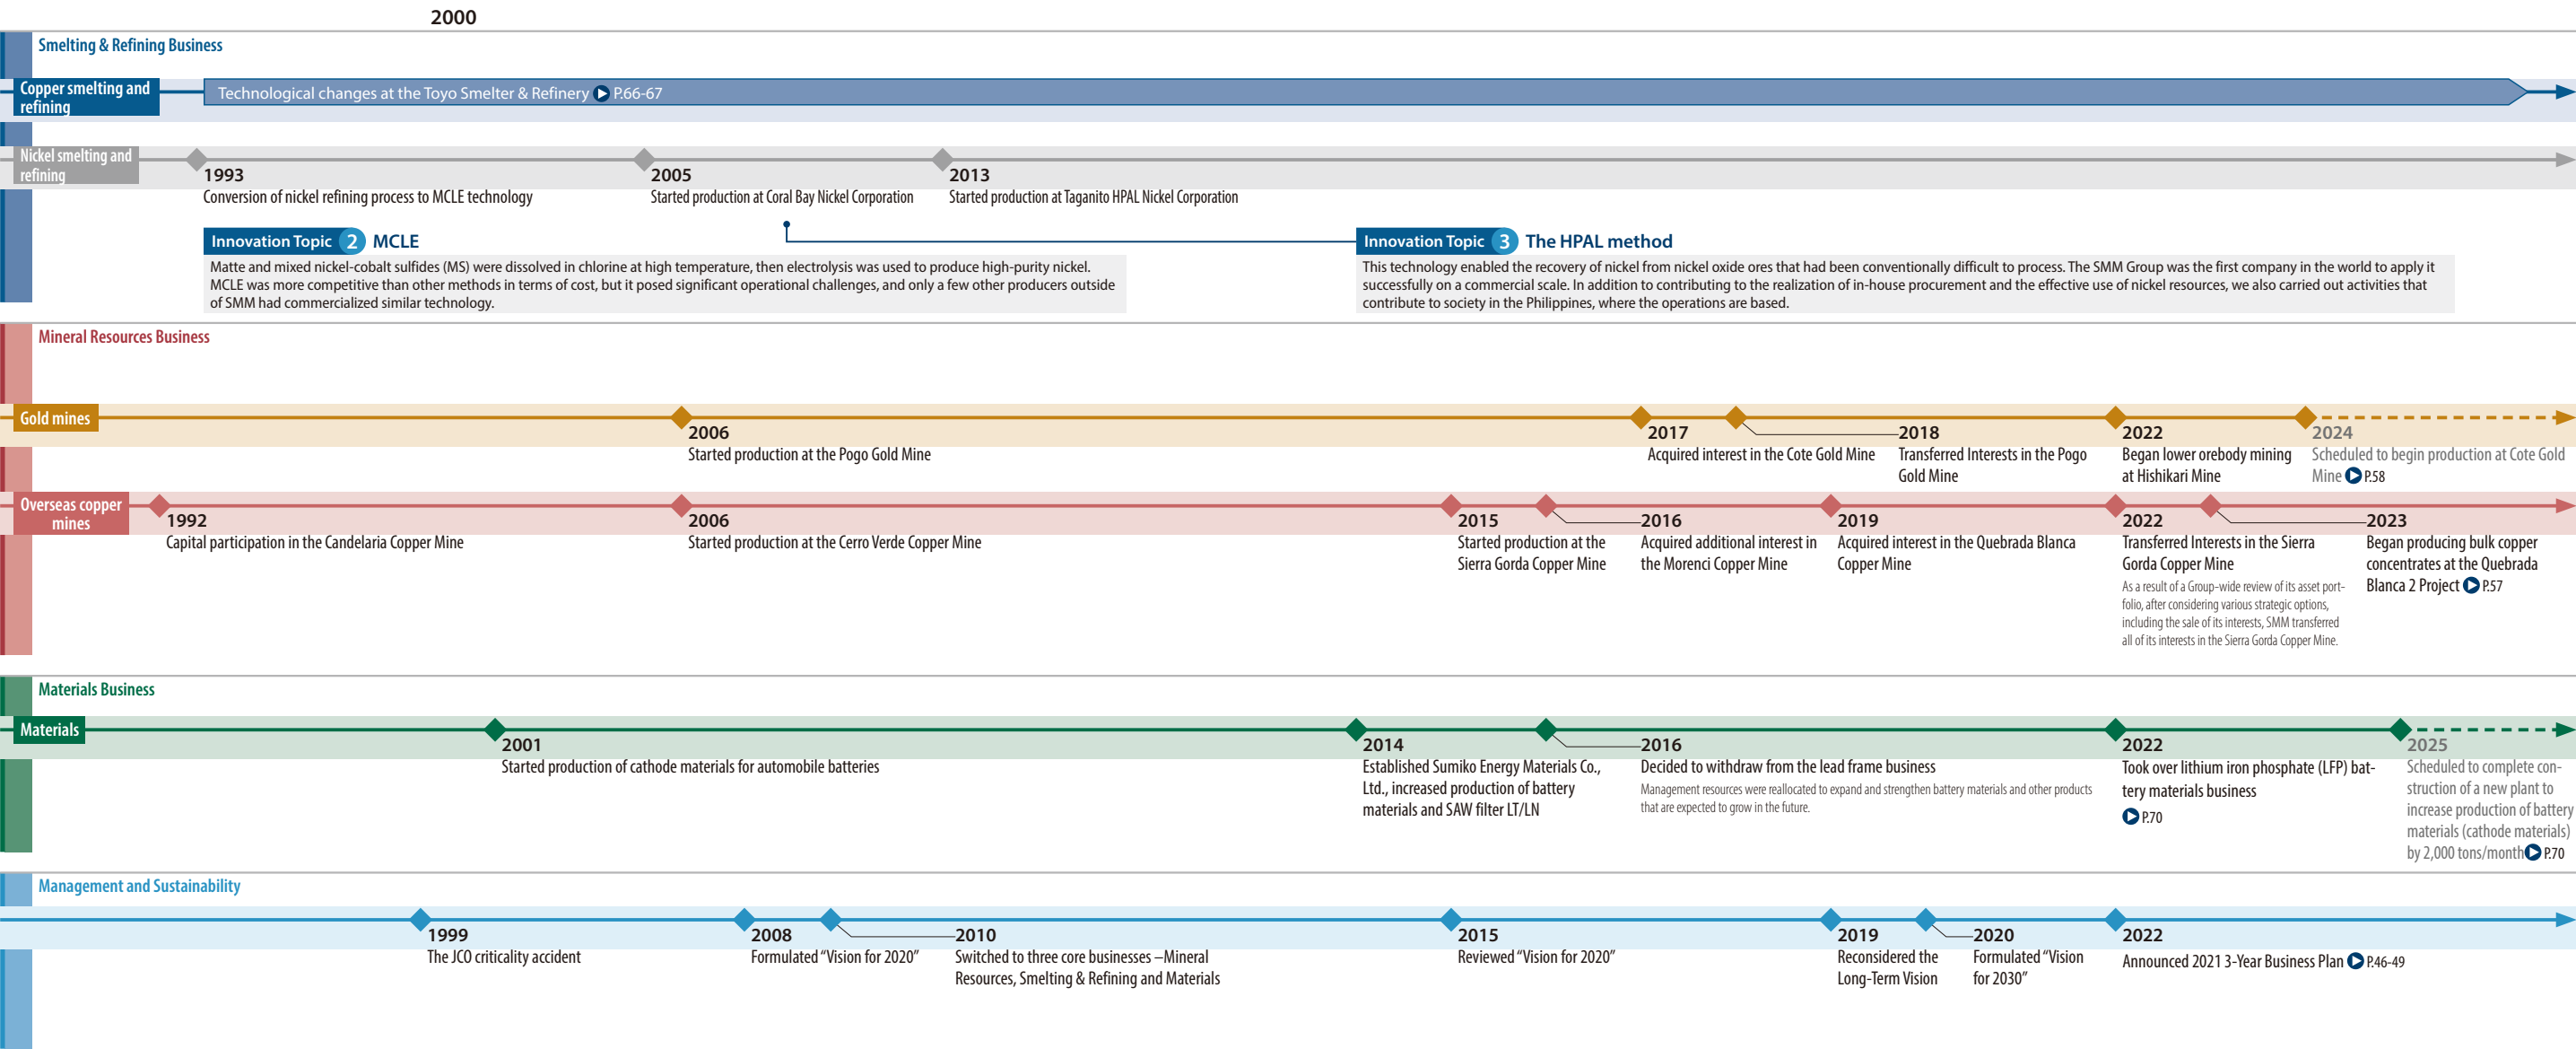 2000
Smelting & Refining Business
Copper smelting and
refining
Technological changes at the Toyo Smelter & Refinery P.66-67
Nickel smelting and
refining
1993
Conversion of nickel refining process to MCLE technology
2005
Started production at Coral Bay Nickel Corporation
2013
Started production at Taganito HPAL Nickel Corporation
Innovation Topic 2 MCLE
Matte and mixed nickel-cobalt sulfides (MS) were dissolved in chlorine at high temperature, then electrolysis was used to produce high-purity nickel.
MCLE was more competitive than other methods in terms of cost, but it posed significant operational challenges, and only a few other producers outside
of SMM had commercialized similar technology.
Innovation Topic 3 The HPAL method
This technology enabled the recovery of nickel from nickel oxide ores that had been conventionally difficult to process. The SMM Group was the first company in the world to apply it
successfully on a commercial scale. In addition to contributing to the realization of in-house procurement and the effective use of nickel resources, we also carried out activities that
contribute to society in the Philippines, where the operations are based.
Mineral Resources Business
Gold mines
2006
Started production at the Pogo Gold Mine
2017
Acquired interest in the Cote Gold Mine
2018
Transferred Interests in the Pogo
Gold Mine
2022
Began lower orebody mining
at Hishikari Mine
2024
Scheduled to begin production at Cote Gold
Mine P.58
Overseas copper
mines
1992
Capital participation in the Candelaria Copper Mine
2006
Started production at the Cerro Verde Copper Mine
2015
Started production at the
Sierra Gorda Copper Mine
2016
Acquired additional interest in
the Morenci Copper Mine
2019
Acquired interest in the Quebrada Blanca
Copper Mine
2022
Transferred Interests in the Sierra
Gorda Copper Mine
As a result of a Group-wide review of its asset port-
folio, after considering various strategic options,
including the sale of its interests, SMM transferred
all of its interests in the Sierra Gorda Copper Mine.
2023
Began producing bulk copper
concentrates at the Quebrada
Blanca 2 Project P.57
Materials Business
Materials
2001
Started production of cathode materials for automobile batteries
2014
Established Sumiko Energy Materials Co.,
Ltd., increased production of battery
materials and SAW filter LT/LN
2016
Decided to withdraw from the lead frame business
Management resources were reallocated to expand and strengthen battery materials and other products
that are expected to grow in the future.
2022
Took over lithium iron phosphate (LFP) bat-
tery materials business
P.70
2025
Scheduled to complete con-
struction of a new plant to
increase production of battery
materials (cathode materials)
by 2,000 tons/month P.70
Management and Sustainability
1999
The JCO criticality accident
2008
Formulated “Vision for 2020”
2010
Switched to three core businesses –Mineral
Resources, Smelting & Refining and Materials
2015
Reviewed “Vision for 2020”
2019
Reconsidered the
Long-Term Vision
2020
Formulated “Vision
for 2030”
2022
Announced 2021 3-Year Business Plan P.46-49